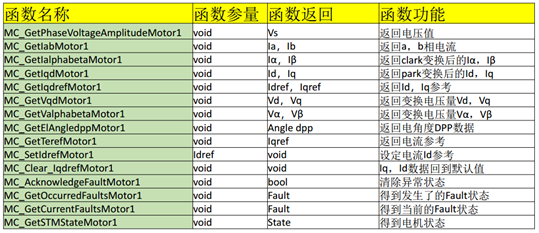 函数名称 函数参量 函数返回 函数功能
MC_GetPhaseVoltageAmplitudeMotor1 void Vs 返回电压值
MC_GetIabMotor1 void Ia, Ib 返回a，b相电流
MC_GetIalphabetaMotor1 void Iα, Iβ 返回clark变换后的Iα，Iβ
MC_GetIqdMotor1 void Id, Iq 返回park变换后的Id，Iq
MC_GetIqdrefMotor1 void Idref, Iqref 返回Id，Iq参考
MC_GetVqdMotor1 void Vd, Vq 返回变换电压量Vd，Vq
MC_GetValphabetaMotor1 void Vα, Vβ 返回变换电压量Vα，Vβ
MC_GetElAngledppMotor1 void Angle dpp 返回电角度DPP数据
MC_GetTerefMotor1 void Iqref 返回电流参考
MC_SetIdrefMotor1 Idref void 设定电流Id参考
MC_Clear_IqdrefMotor1 void void Iq，Id数据回到默认值
MC_AcknowledgeFaultMotor1 void bool 清除异常状态
MC_GetOccurredFaultsMotor1 void Fault 得到发生了的Fault状态
MC_GetCurrentFaultsMotor1 void Fault 得到当前的Fault状态
MC_GetSTMStateMotor1 void State 得到电机状态